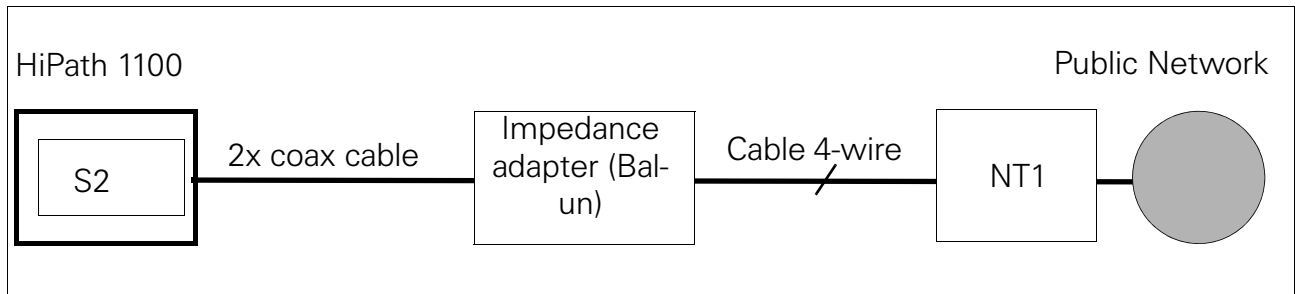 HiPath 1100
Public Network
S2
2x coax cable
Impedance
adapter (Bal-
un)
Cable 4-wire
NT1